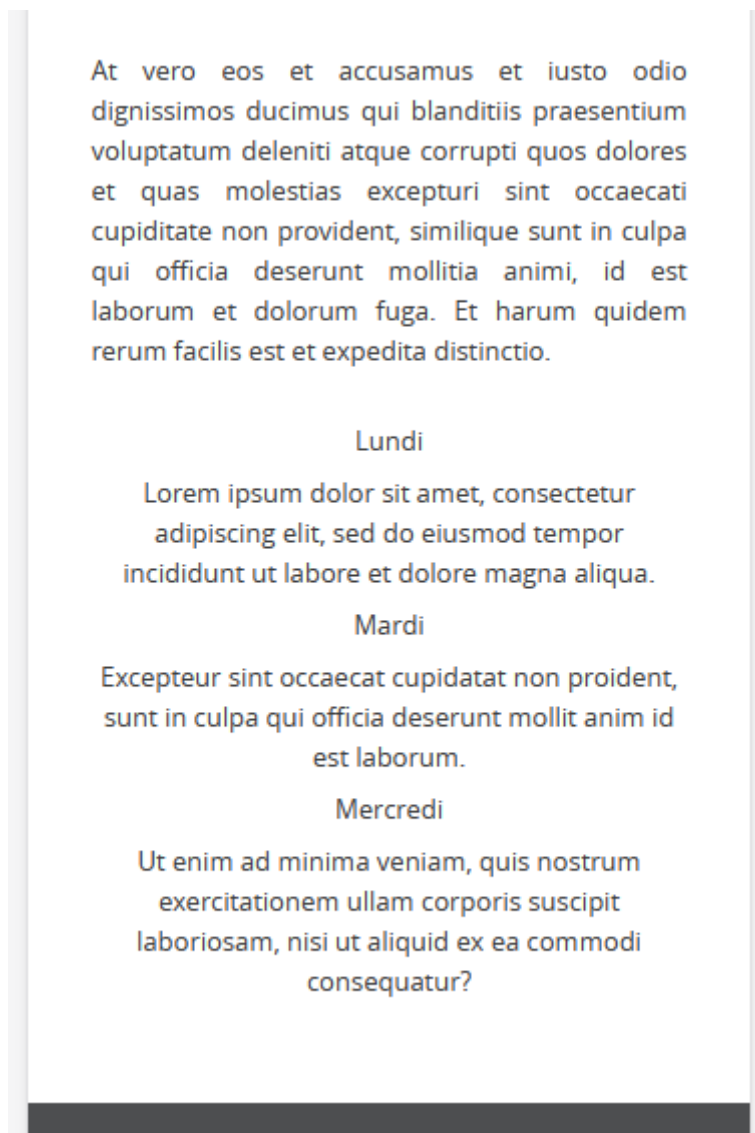 At vero eos et accusamus et iusto odio
dignissimos ducimus qui blanditiis praesentium
voluptatum deleniti atque corrupti quos dolores
et quas molestias excepturi sint occaecati
cupiditate non provident, similique sunt in culpa
qui officia deserunt mollitia animi, id est
laborum et dolorum fuga. Et harum quidem
rerum facilis est et expedita distinctio.
Lundi
Lorem ipsum dolor sit amet, consectetur
adipiscing elit, sed do eiusmod tempor
incididunt ut labore et dolore magna aliqua.
Mardi
Excepteur sint occaecat cupidatat non proident,
sunt in culpa qui officia deserunt mollit anim id
est laborum.
Mercredi
Ut enim ad minima veniam, quis nostrum
exercitationem ullam corporis suscipit
laboriosam, nisi ut aliquid ex ea commodi
consequatur?